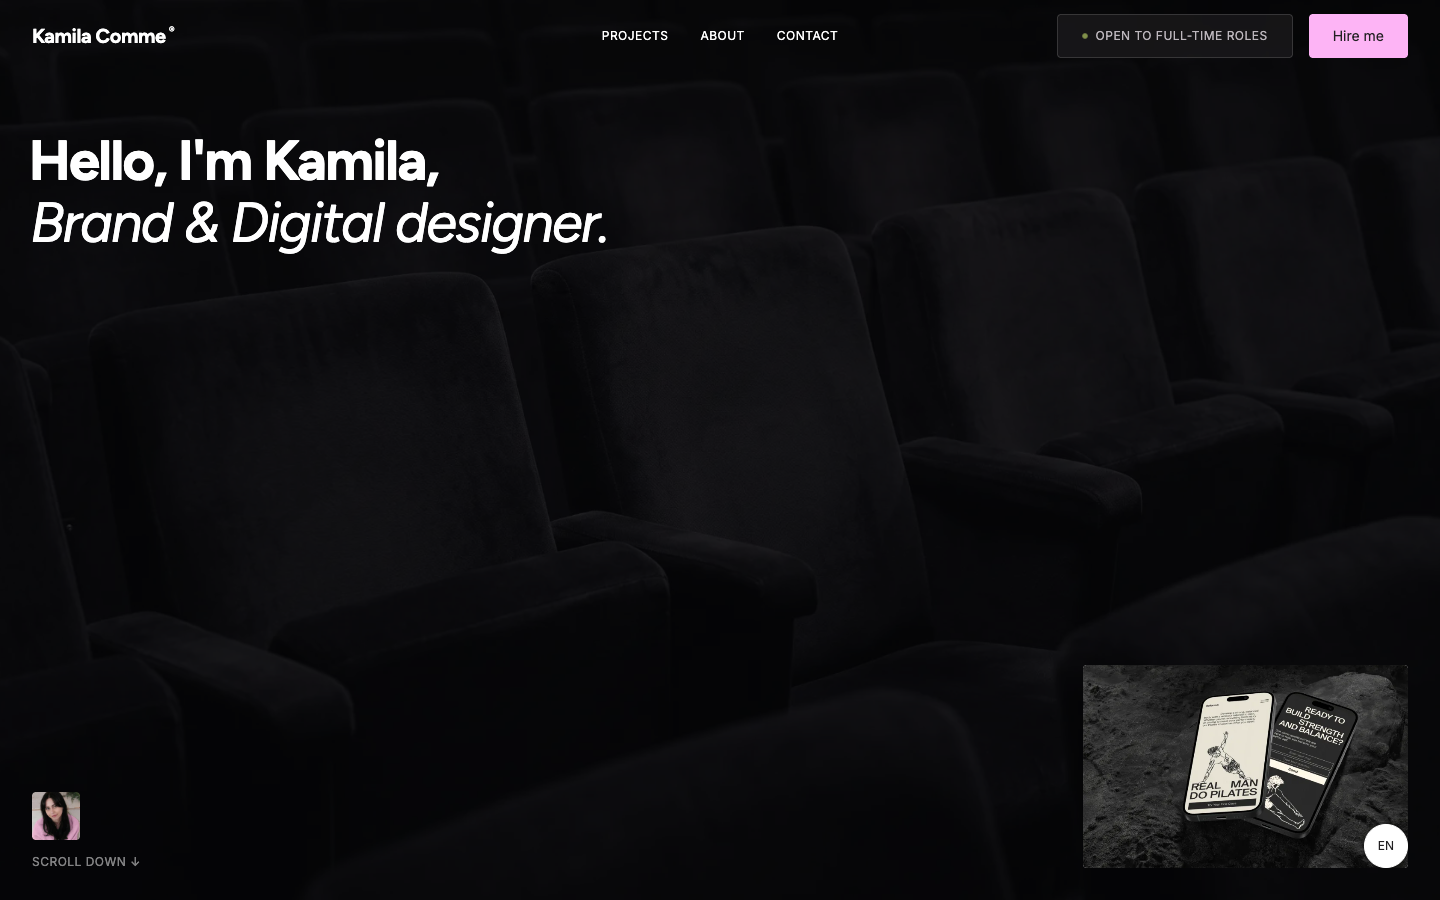 Kamila Comme®
PROJECTS
ABOUT
CONTACT
OPEN TO FULL-TIME ROLES
Hire me
Hello, I'm Kamila,
Brand & Digital designer.
REAL MAN
DO PILATES
READY TO
BUILD
STRENGTH
AND BALANCE?
SCROLL DOWN ↓
EN